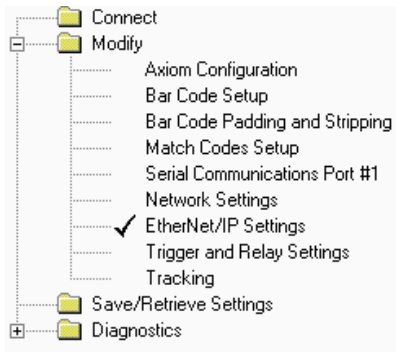 Connect
Modify
Axiom Configuration
Bar Code Setup
Bar Code Padding and Stripping
Match Codes Setup
Serial Communications Port #1
Network Settings
EtherNet/IP Settings
Trigger and Relay Settings
Tracking
Save/Retrieve Settings
Diagnostics